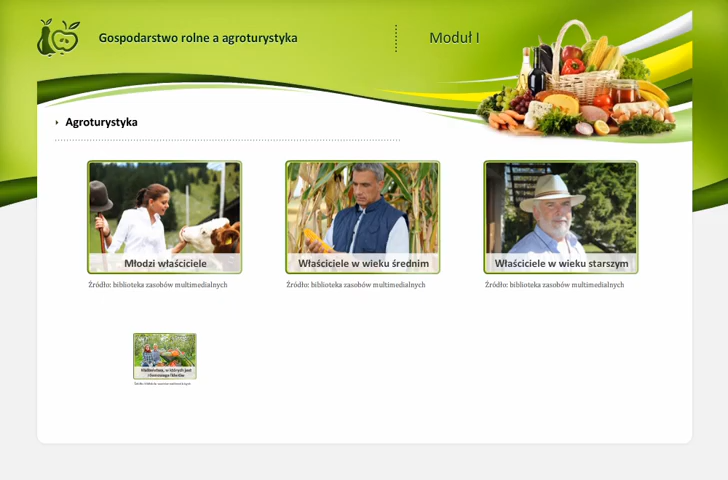 Gospodarstwo rolne a agroturystyka
Moduł I
Agroturystyka
Młodzi właściciele
Właściciele w wieku średnim
Właściciele w wieku starszym
Źródło: biblioteka zasobów multimedialnych
Źródło: biblioteka zasobów multimedialnych
Źródło: biblioteka zasobów multimedialnych